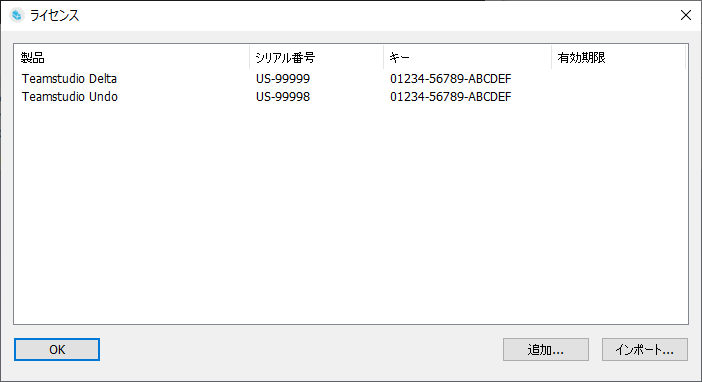 ライセンス
製品 シリアル番号 キー 有効期限
Teamstudio Delta US-99999 01234-56789-ABCDEF
Teamstudio Undo US-99998 01234-56789-ABCDEF
OK 追加... インポート...